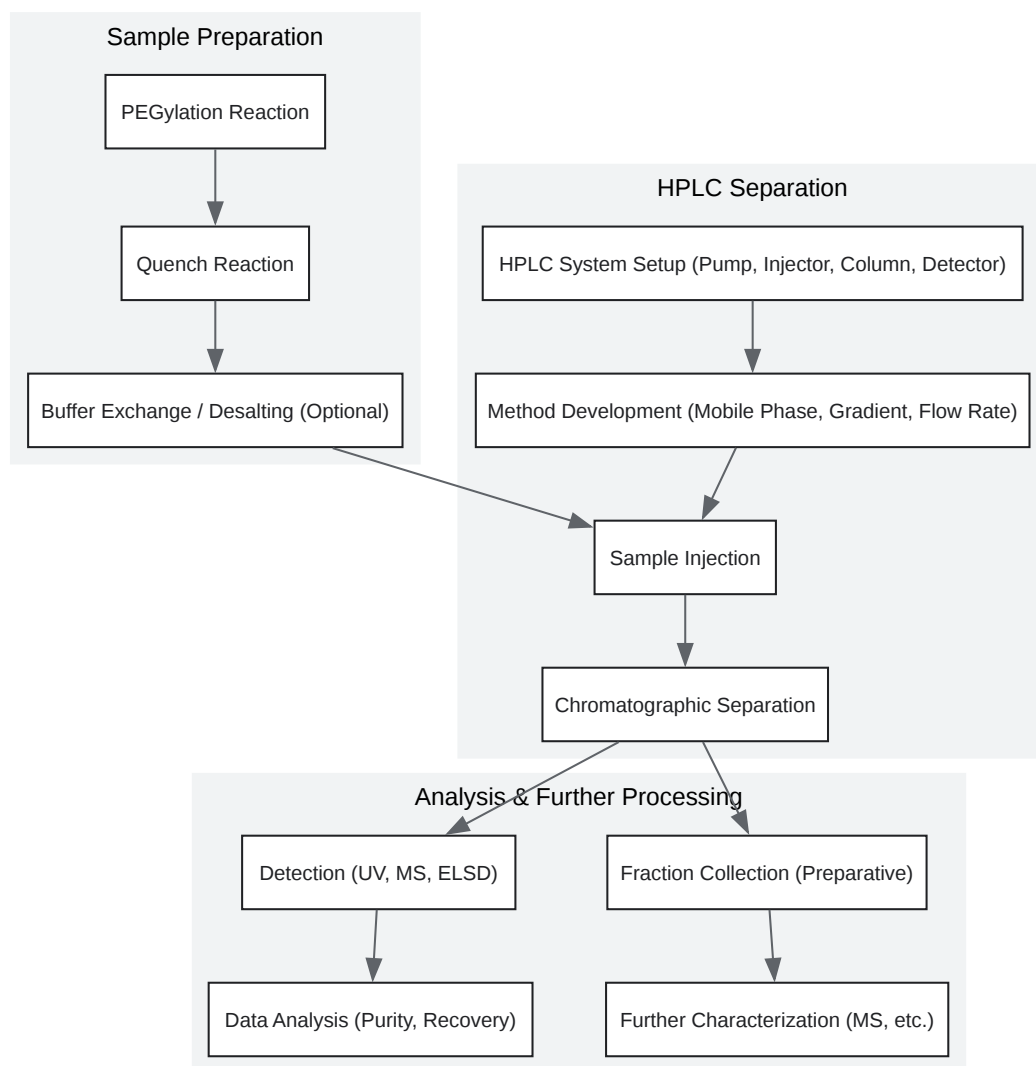 Sample Preparation
PEGylation Reaction
Quench Reaction
Buffer Exchange / Desalting (Optional)
HPLC Separation
HPLC System Setup (Pump, Injector, Column, Detector)
Method Development (Mobile Phase, Gradient, Flow Rate)
Sample Injection
Chromatographic Separation
Analysis & Further Processing
Detection (UV, MS, ELSD)
Fraction Collection (Preparative)
Data Analysis (Purity, Recovery)
Further Characterization (MS, etc.)